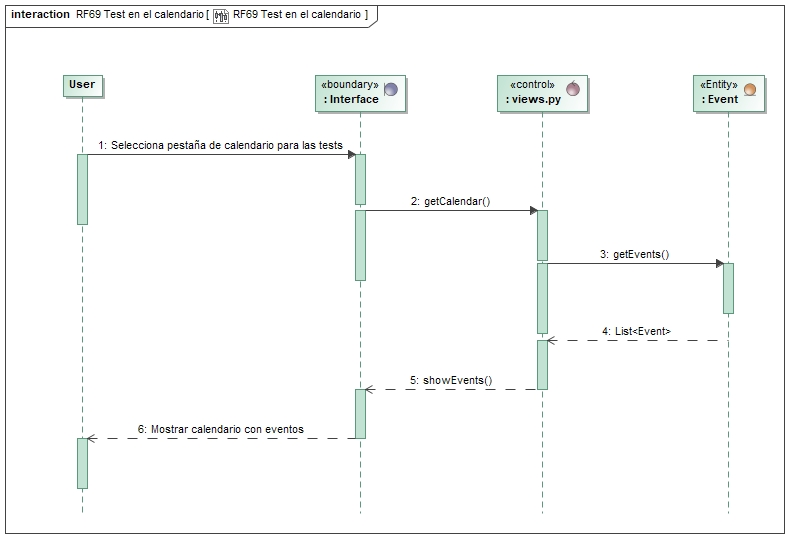 interaction RF69 Test en el calendario [ RF69 Test en el calendario ]
User
«boundary»
: Interface
«control»
: views.py
«Entity»
: Event
1: Selecciona pestaña de calendario para las tests
2: getCalendar()
3: getEvents()
4: List<Event>
5: showEvents()
6: Mostrar calendario con eventos